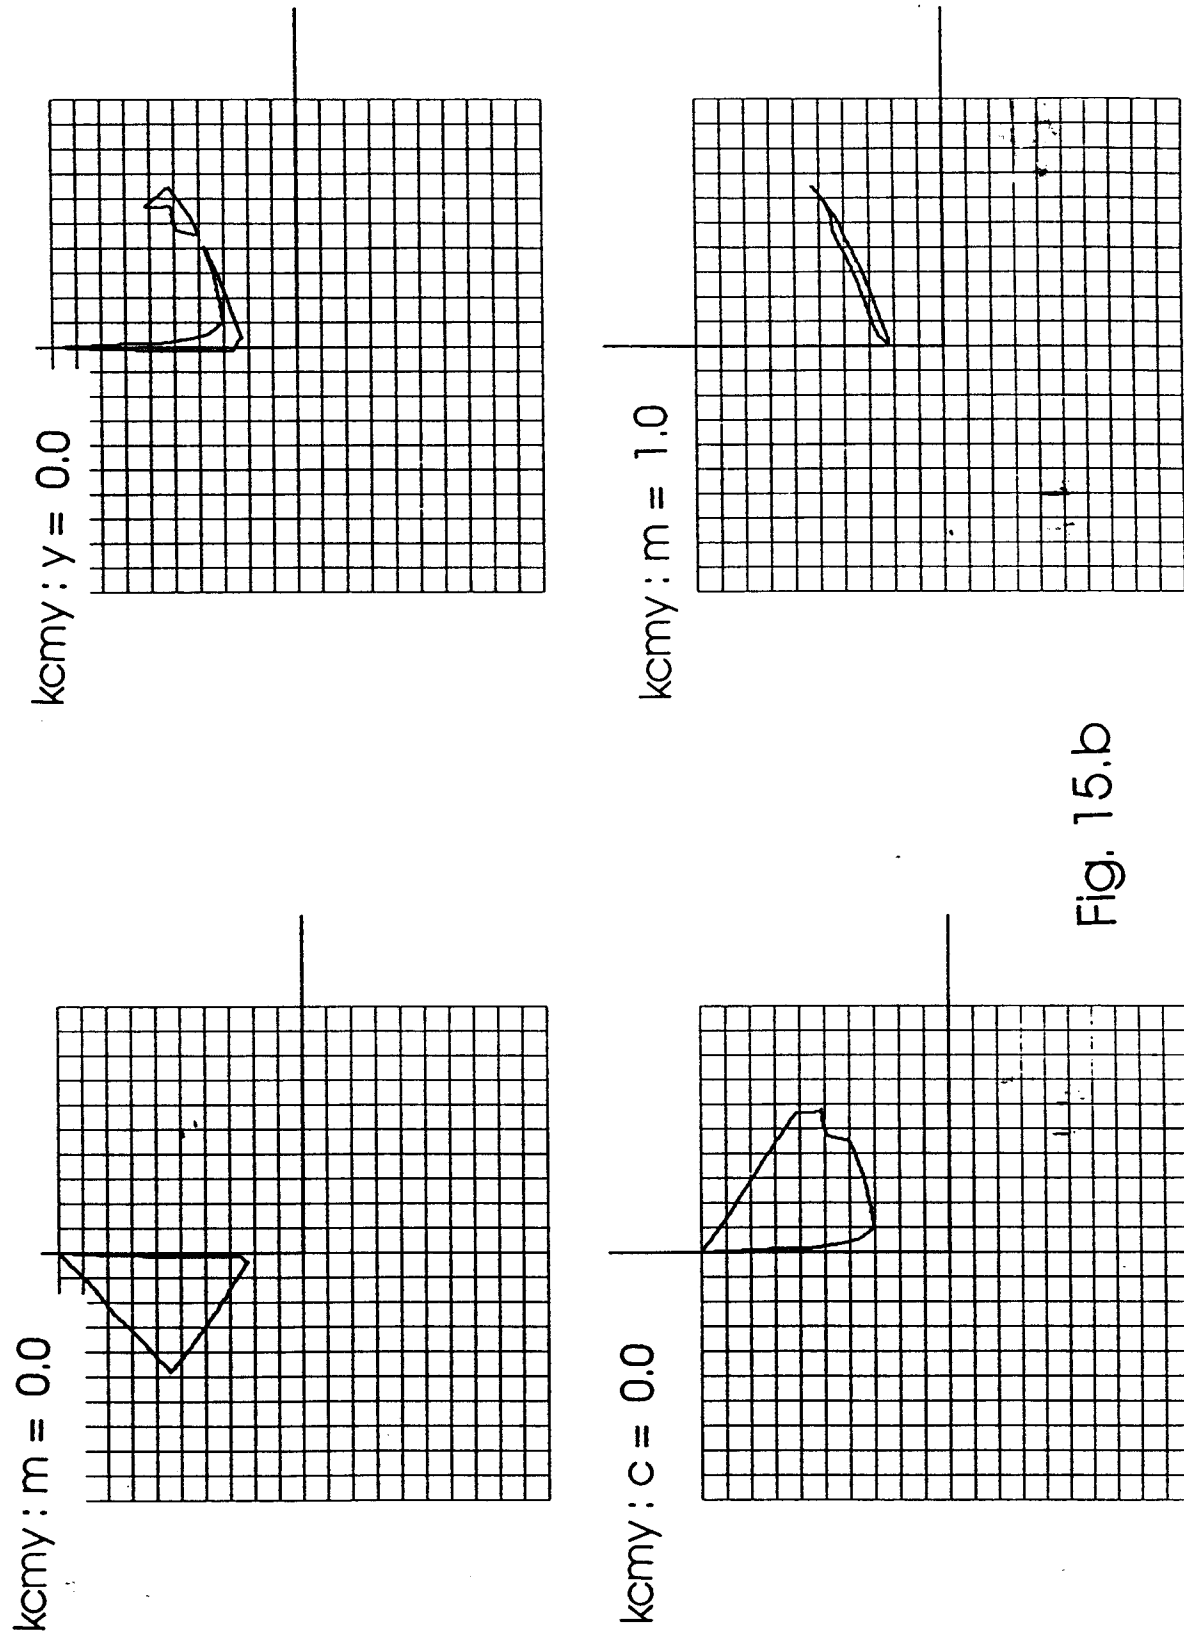 kcmy : m = 0.0
kcmy : y = 0.0
kcmy : c = 0.0
kcmy : m = 1.0
Fig. 15.b